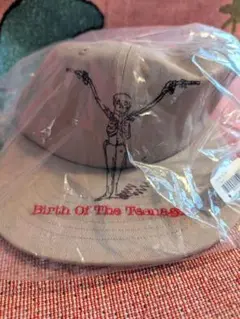 Birth Of The Teenage